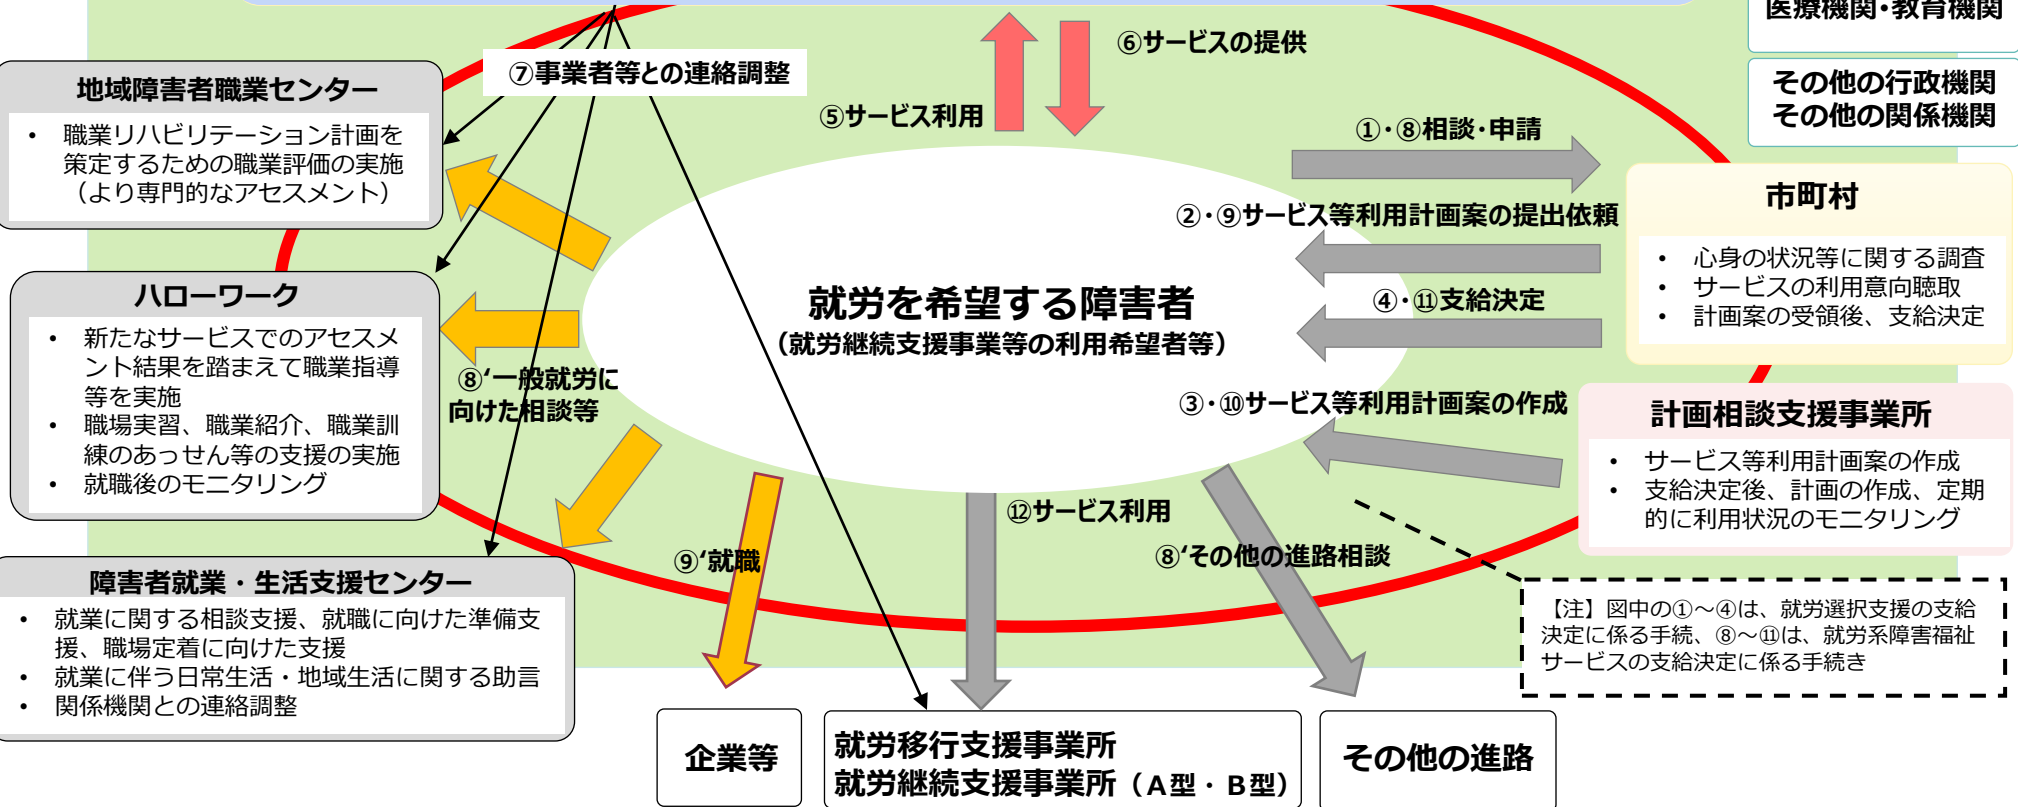 医療機関・教育機関
その他の行政機関
その他の関係機関
⑥サービスの提供
⑦事業者等との連絡調整
⑤サービス利用
地域障害者職業センター
• 職業リハビリテーション計画を
策定するための職業評価の実施
（より専門的なアセスメント）
①・⑧相談・申請
②・⑨サービス等利用計画案の提出依頼
④・⑪支給決定
③・⑩サービス等利用計画案の作成
市町村
• 心身の状況等に関する調査
• サービスの利用意向聴取
• 計画案の受領後、支給決定
ハローワーク
• 新たなサービスでのアセスメ
ント結果を踏まえて職業指導
等を実施
• 職場実習、職業紹介、職業訓
練のあっせん等の支援の実施
• 就職後のモニタリング
就労を希望する障害者
（就労継続支援事業等の利用希望者等）
⑧‘一般就労に
向けた相談等
計画相談支援事業所
• サービス等利用計画案の作成
• 支給決定後、計画の作成、定期
的に利用状況のモニタリング
⑫サービス利用
⑨‘就職
⑧‘その他の進路相談
障害者就業・生活支援センター
• 就業に関する相談支援、就職に向けた準備支
援、職場定着に向けた支援
• 就業に伴う日常生活・地域生活に関する助言
• 関係機関との連絡調整
【注】図中の①～④は、就労選択支援の支給
決定に係る手続、⑧～⑪は、就労系障害福祉
サービスの支給決定に係る手続き
企業等
就労移行支援事業所
就労継続支援事業所（Ａ型・Ｂ型）
その他の進路